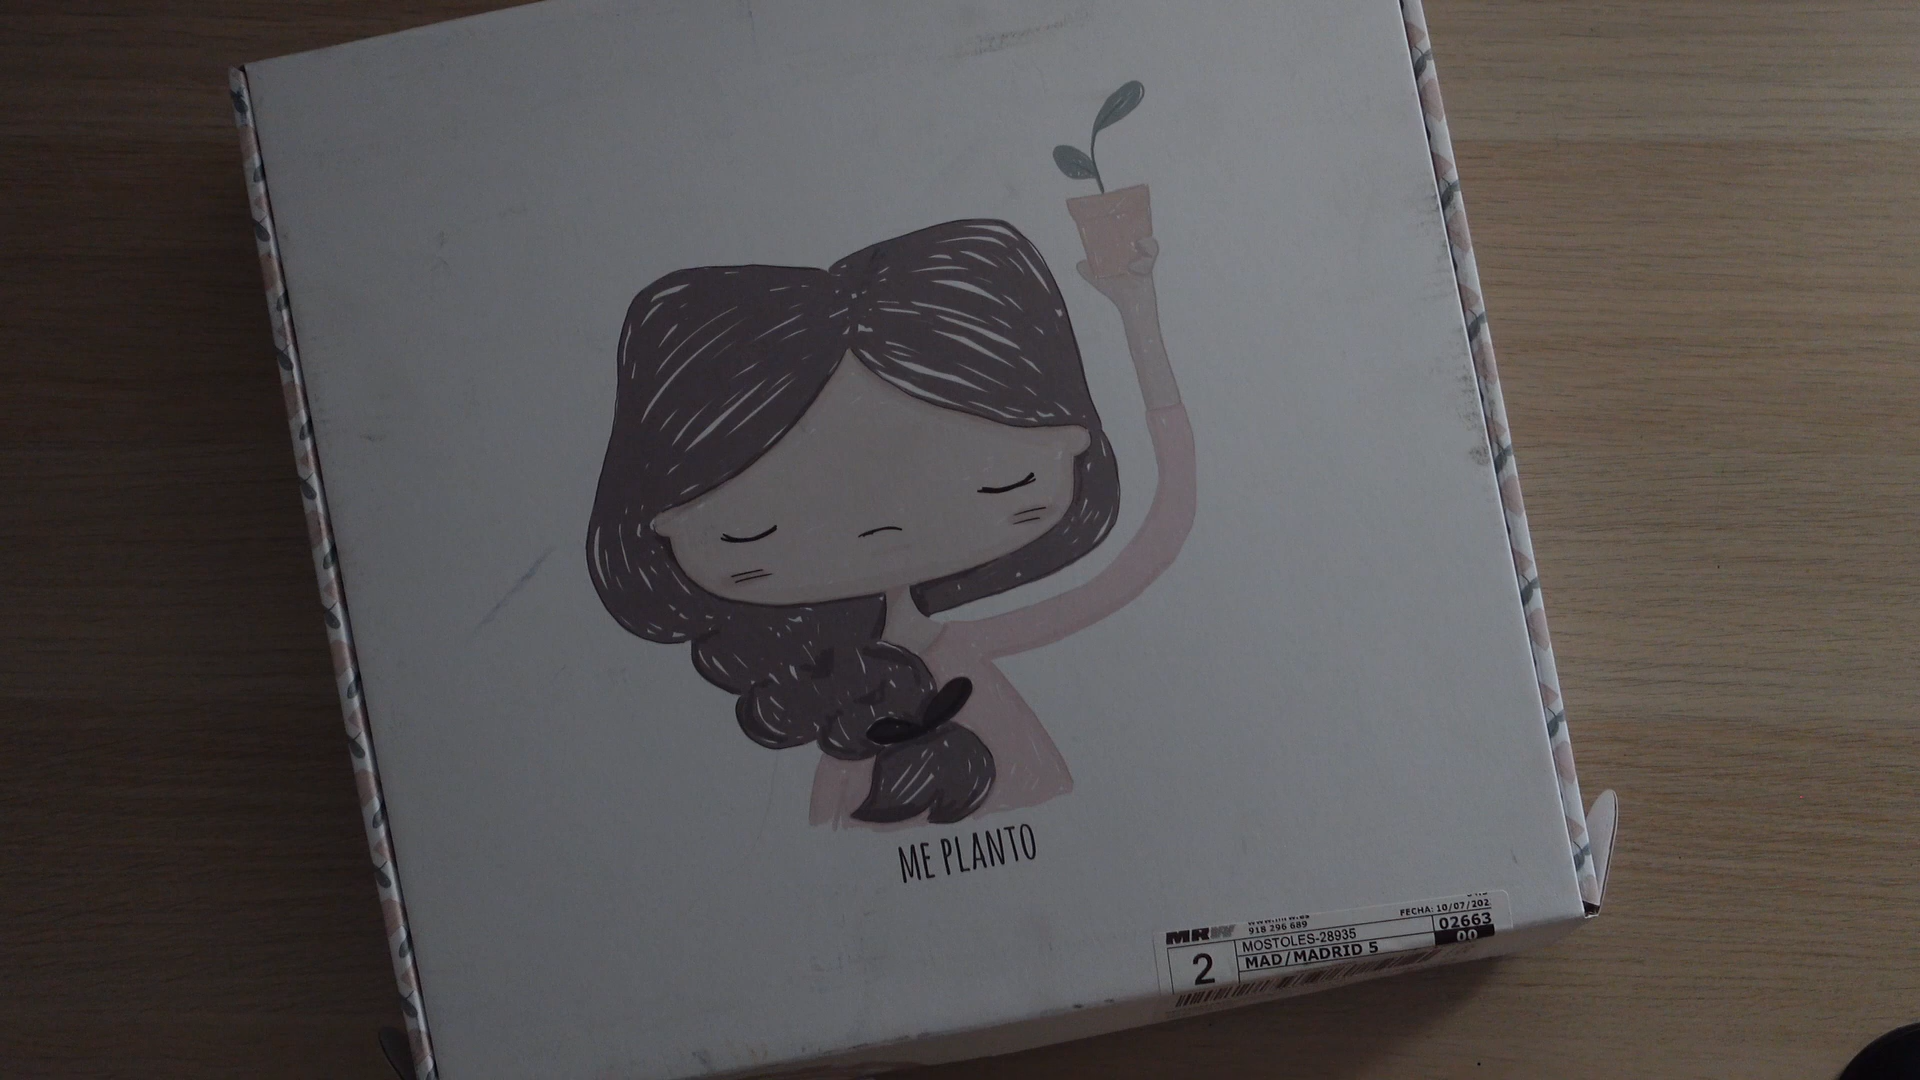 ME PLANTO
FECHA: 10/07/202
MRW
918 296 689
02663
MOSTOLES-28935
00
2
MAD/MADRID 5